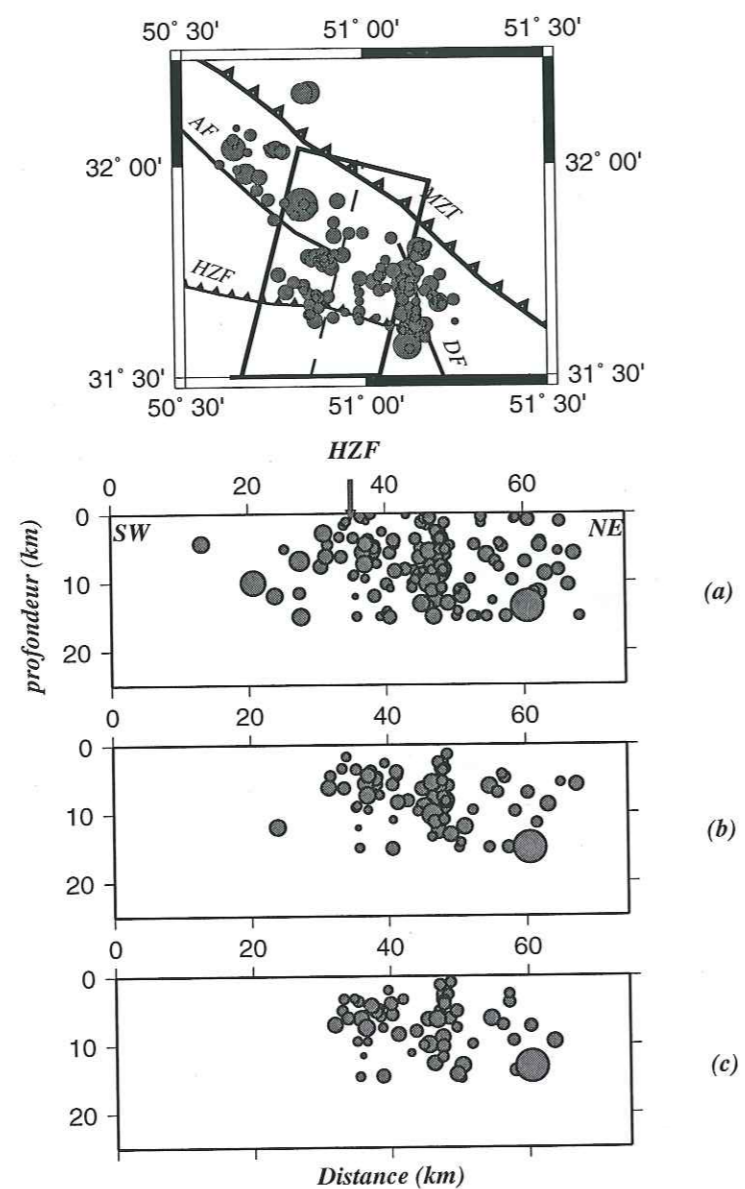 50˚ 30' 51˚ 00' 51˚ 30'
AF
32˚ 00' 32˚ 00'
MZT
HZF
DF
31˚ 30' 31˚ 30'
50˚ 30' 51˚ 00' 51˚ 30'
HZF
0 20 40 60
0 SW NE
10
20
profondeur (km)
(a)
0 20 40 60
0
10
20
(b)
0 20 40 60
0
10
20
(c)
Distance (km)